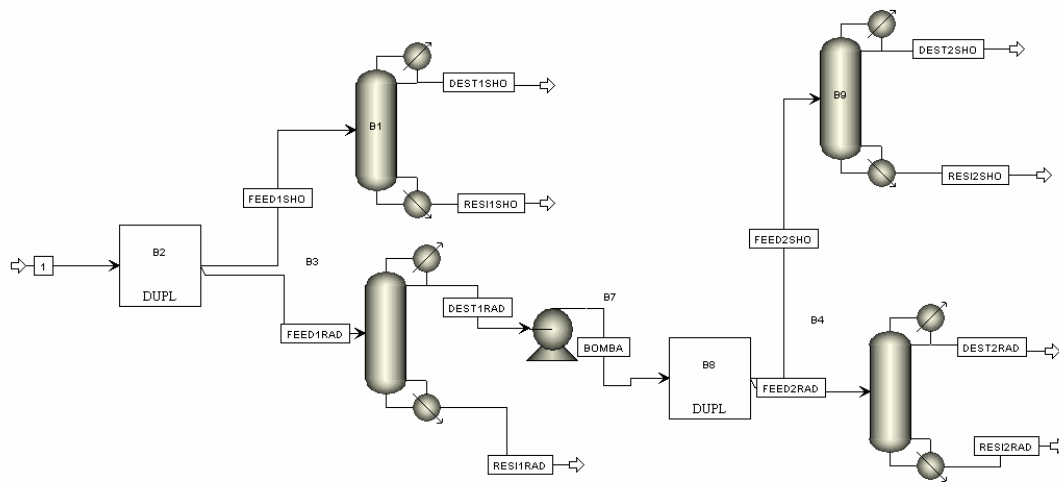 DEST1SHO
B1
FEED1SHO
RESI1SHO
1
B2
DUPL
B3
FEED1RAD
DEST1RAD
B7
BOMBA
RESI1RAD
B8
DUPL
DEST2SHO
B9
RESI2SHO
FEED2SHO
B4
FEED2RAD
DEST2RAD
RESI2RAD